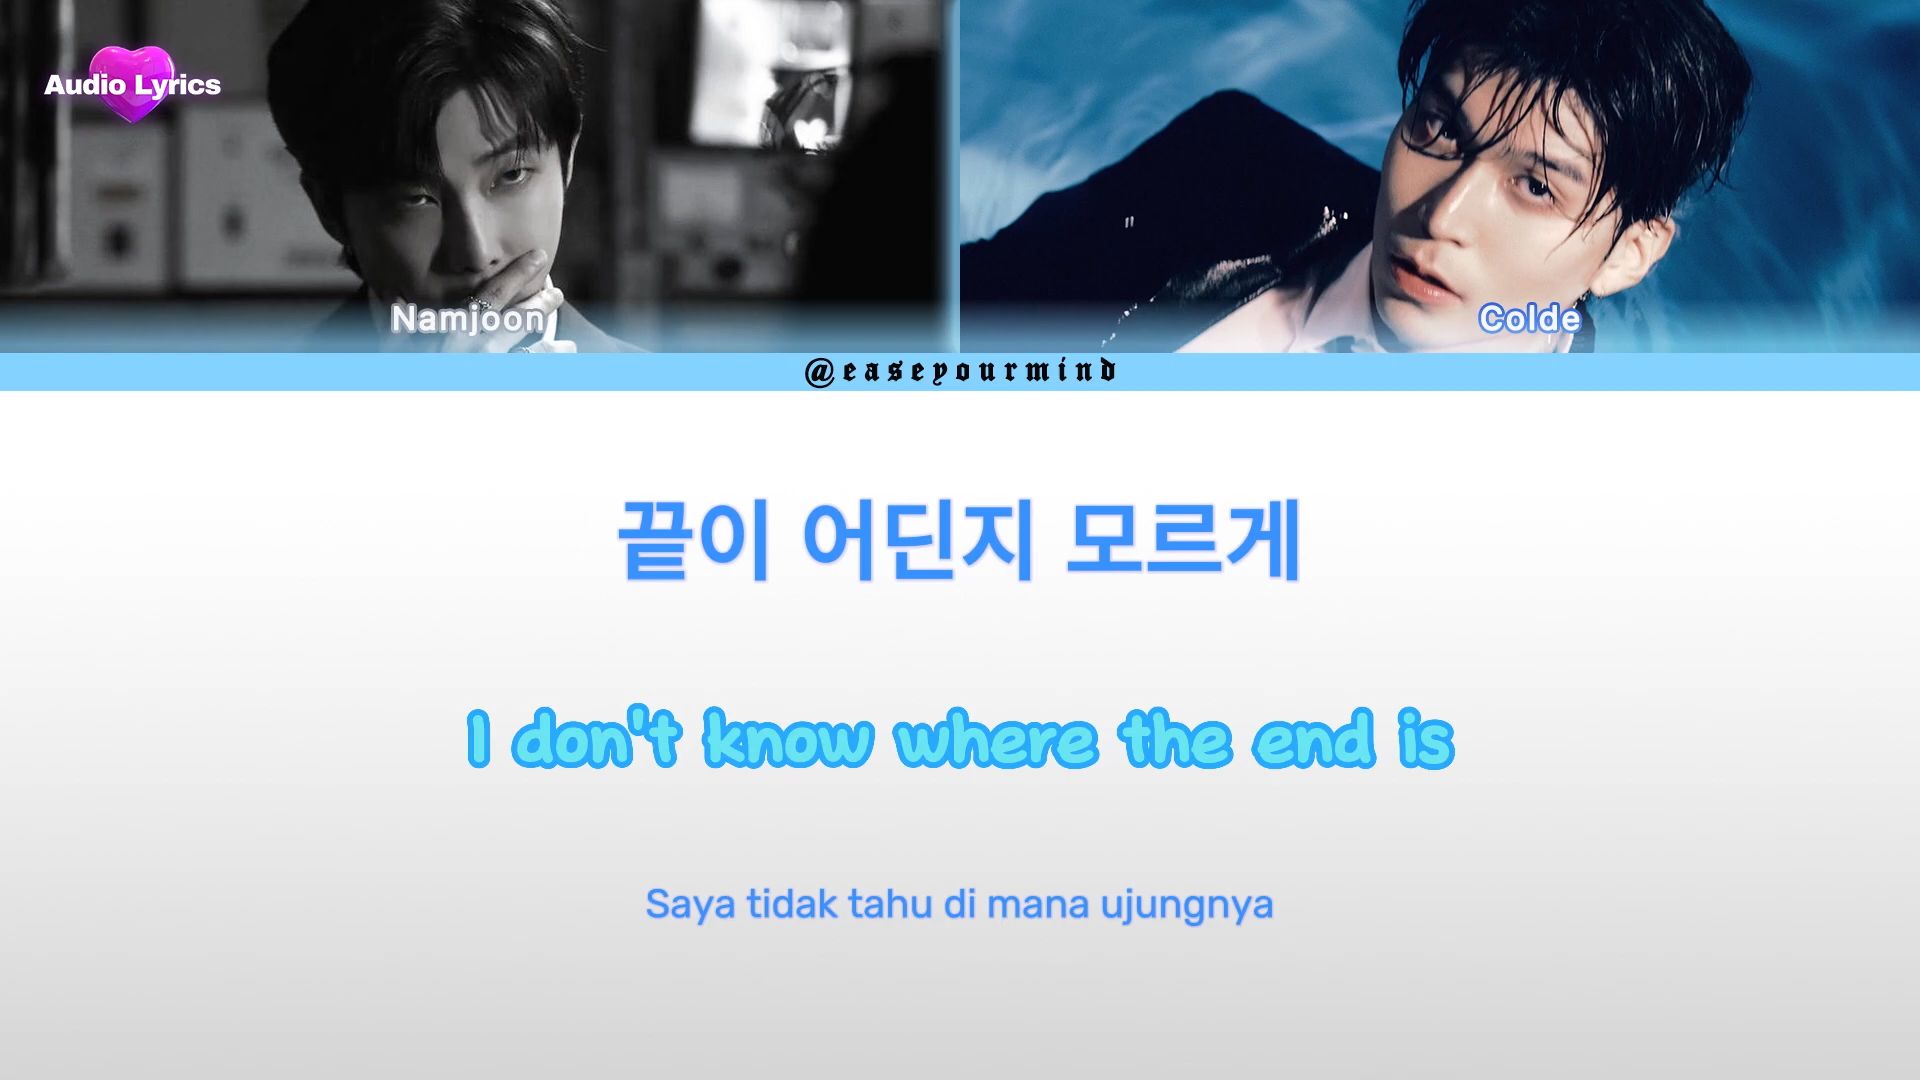 Audio Lyrics
Namjoon
Colde
@easeyourmind
끝이 어딘지 모르게
I don't know where the end is
Saya tidak tahu di mana ujungnya